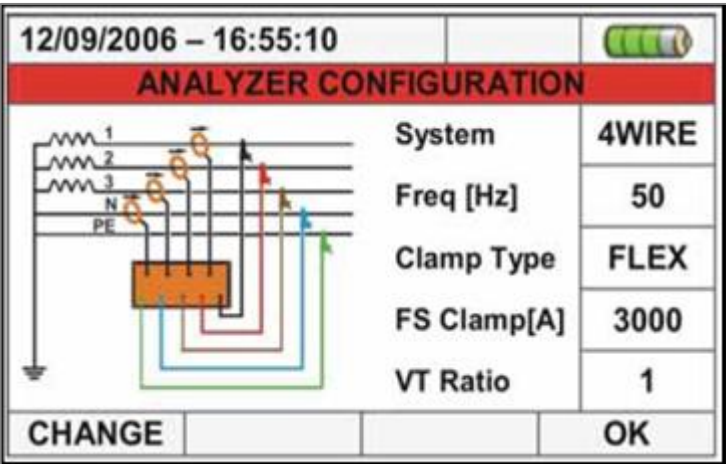 12/09/2006 – 16:55:10
ANALYZER CONFIGURATION
1
2
3
N
PE
System 4WIRE
Freq [Hz] 50
Clamp Type FLEX
FS Clamp[A] 3000
VT Ratio 1
CHANGE OK